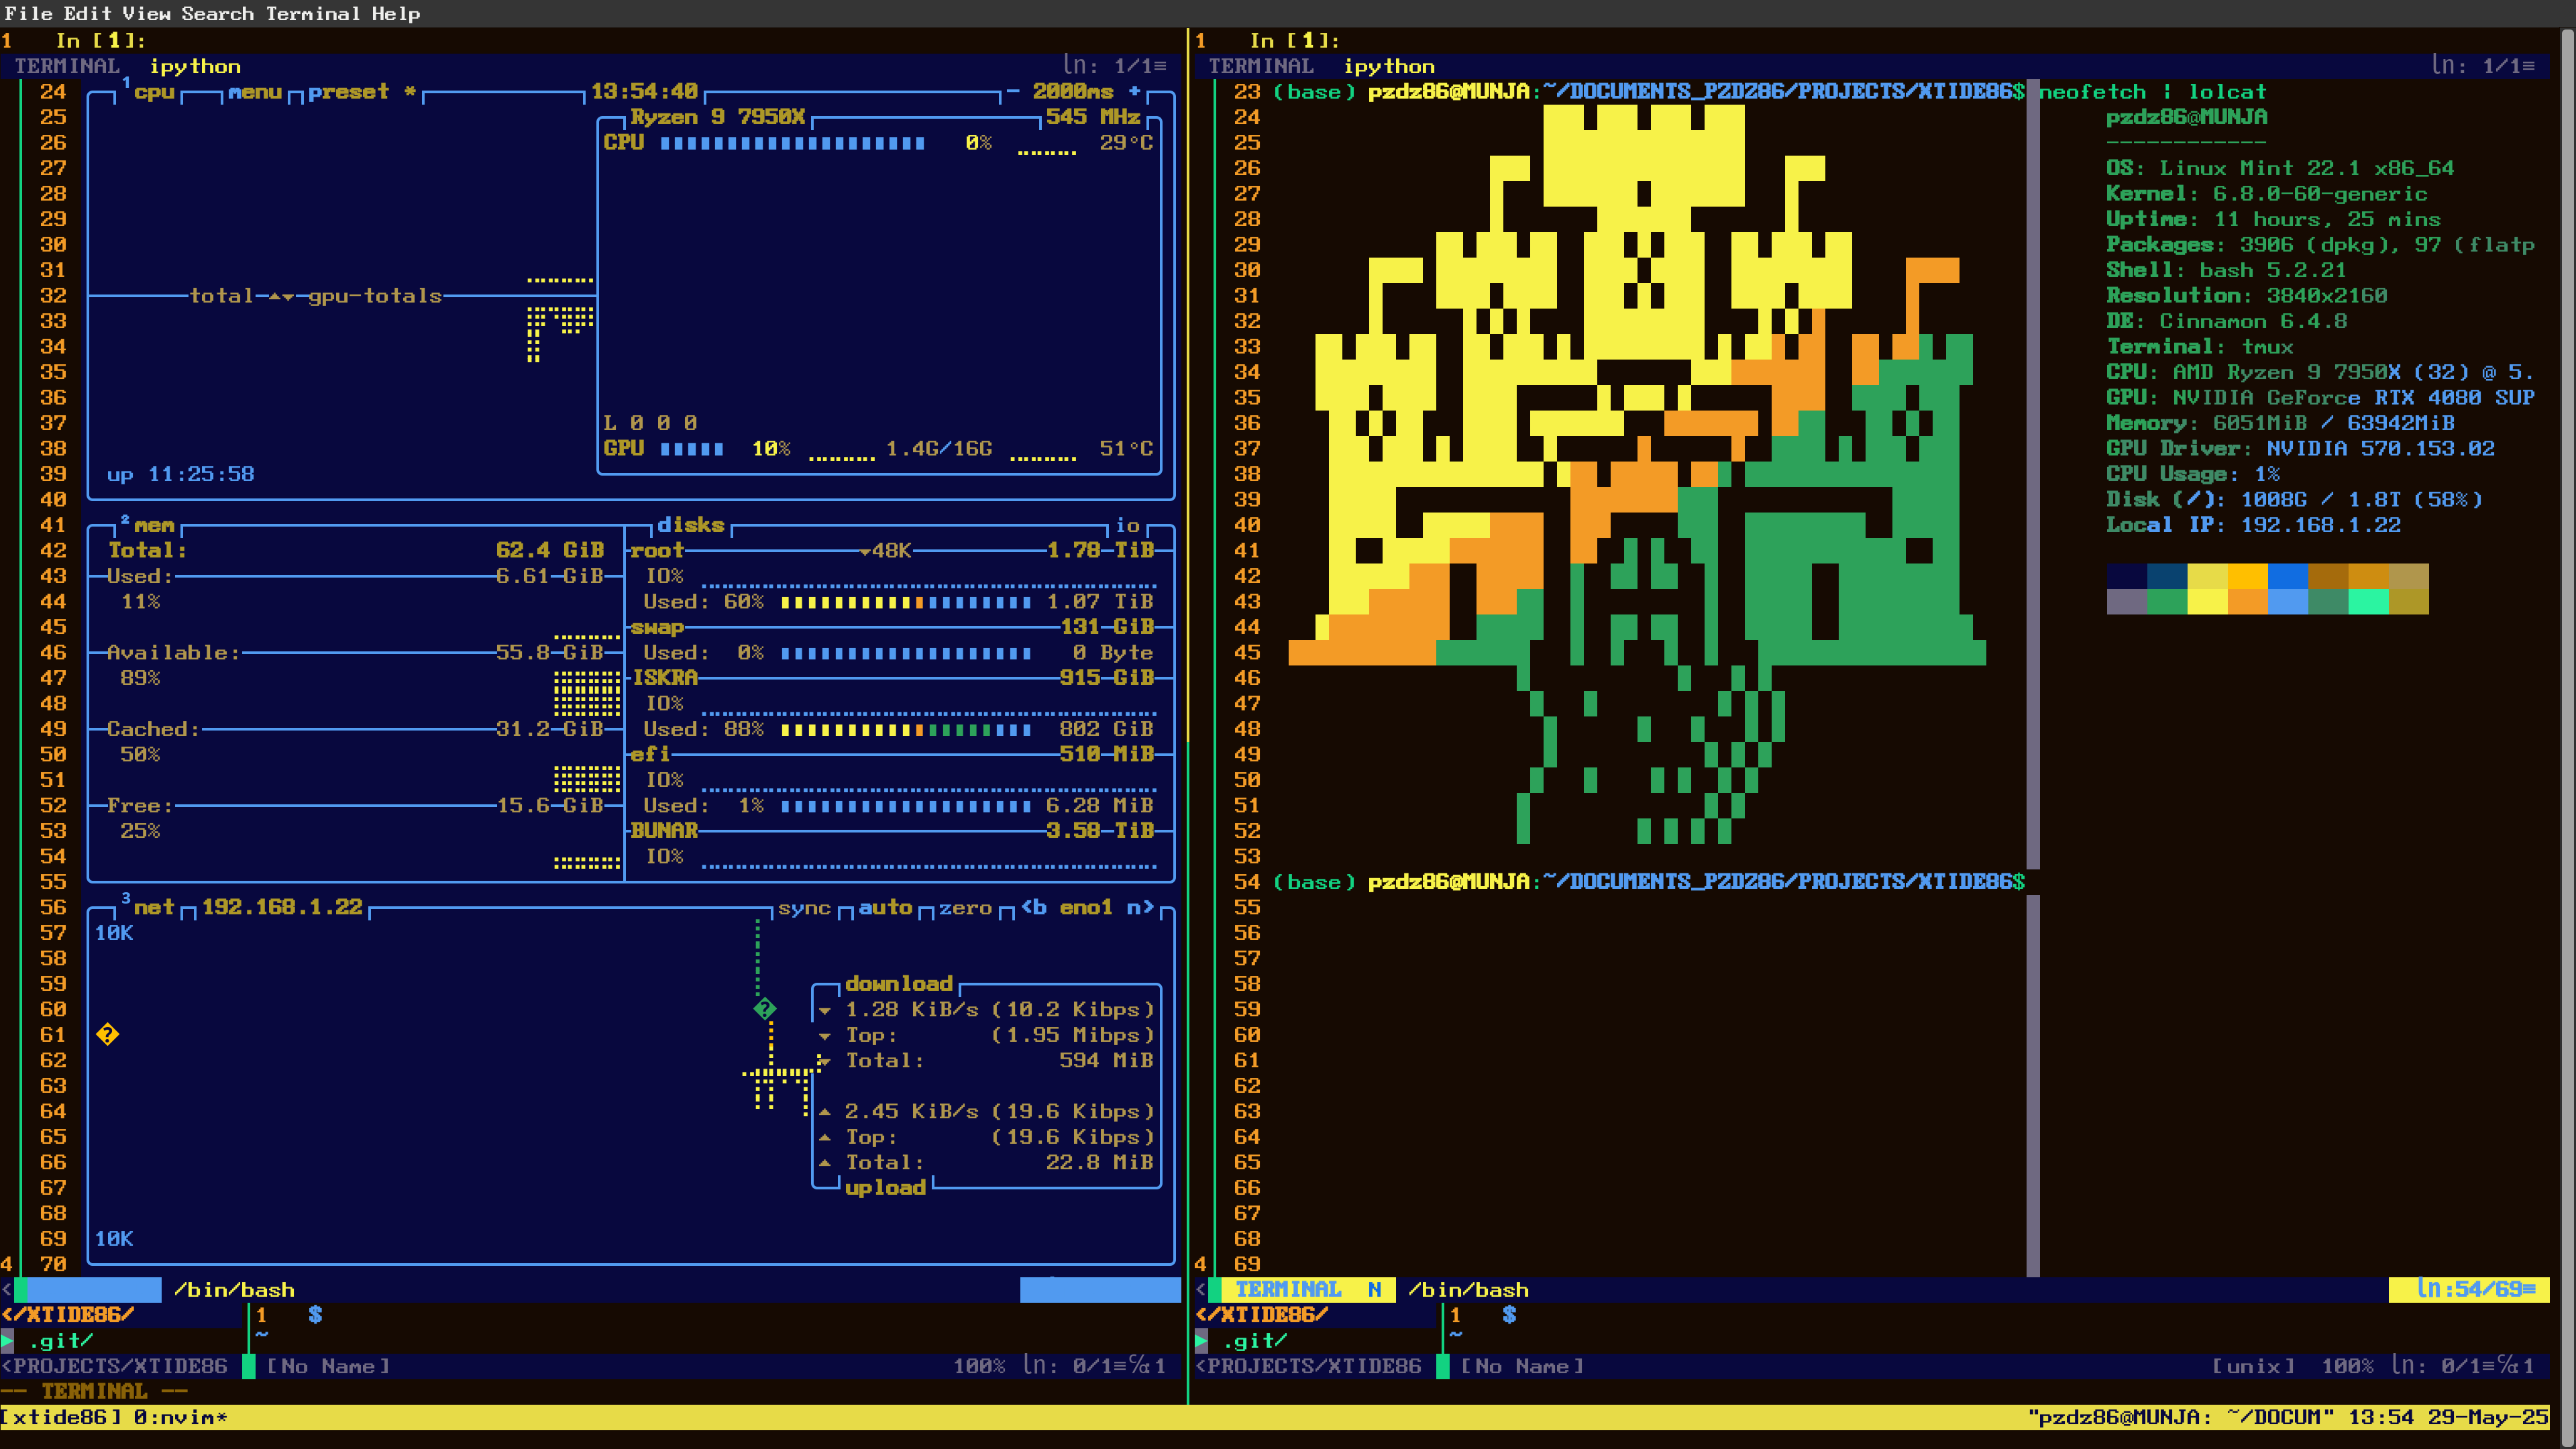 File Edit View Search Terminal Help
1 In [1]:
TERMINAL ipython ln: 1/1≡
24 ¹cpu menu preset * 13:54:40 - 2000ms +
25 Ryzen 9 7950X 545 MHz
26 CPU 0% 29°C
27
28
29
30
31
32 total▲▼gpu-totals
33
34
35
36
37 L 0 0 0
38 GPU 10% 1.4G/16G 51°C
39 up 11:25:58
40
41 ²mem disks io
42 Total: 62.4 GiB root ▼48K 1.78 TiB
43 Used: 6.61 GiB IO%
44 11% Used: 60% 1.07 TiB
45 swap 131 GiB
46 Available: 55.8 GiB Used: 0% 0 Byte
47 89% ISKRA 915 GiB
48 IO%
49 Cached: 31.2 GiB Used: 88% 802 GiB
50 50% efi 510 MiB
51 IO%
52 Free: 15.6 GiB Used: 1% 6.28 MiB
53 25% BUNAR 3.58 TiB
54 IO%
55
56 ³net 192.168.1.22 sync auto zero <b eno1 n>
57 10K
58
59 download
60 ▼ 1.28 KiB/s (10.2 Kibps)
61 ▼ Top: (1.95 Mibps)
62 ▼ Total: 594 MiB
63
64 ▲ 2.45 KiB/s (19.6 Kibps)
65 ▲ Top: (19.6 Kibps)
66 ▲ Total: 22.8 MiB
67 upload
68
69 10K
4 70
< /bin/bash
</XTIDE86/ 1 $
▶ .git/ ~
<PROJECTS/XTIDE86 [No Name] 100% ln: 0/1≡℅1
-- TERMINAL --
1 In [1]:
TERMINAL ipython ln: 1/1≡
23 (base) pzdz86@MUNJA:~/DOCUMENTS_PZDZ86/PROJECTS/XTIDE86$ neofetch | lolcat
24 pzdz86@MUNJA
25 ------------
26 OS: Linux Mint 22.1 x86_64
27 Kernel: 6.8.0-60-generic
28 Uptime: 11 hours, 25 mins
29 Packages: 3906 (dpkg), 97 (flatp
30 Shell: bash 5.2.21
31 Resolution: 3840x2160
32 DE: Cinnamon 6.4.8
33 Terminal: tmux
34 CPU: AMD Ryzen 9 7950X (32) @ 5.
35 GPU: NVIDIA GeForce RTX 4080 SUP
36 Memory: 6051MiB / 63942MiB
37 GPU Driver: NVIDIA 570.153.02
38 CPU Usage: 1%
39 Disk (/): 1008G / 1.8T (58%)
40 Local IP: 192.168.1.22
41
42
43
44
45
46
47
48
49
50
51
52
53
54 (base) pzdz86@MUNJA:~/DOCUMENTS_PZDZ86/PROJECTS/XTIDE86$
55
56
57
58
59
60
61
62
63
64
65
66
67
68
4 69
< TERMINAL N /bin/bash ln:54/69≡
</XTIDE86/ 1 $
▶ .git/ ~
<PROJECTS/XTIDE86 [No Name] [unix] 100% ln: 0/1≡℅1
[xtide86] 0:nvim* "pzdz86@MUNJA: ~/DOCUM" 13:54 29-May-25